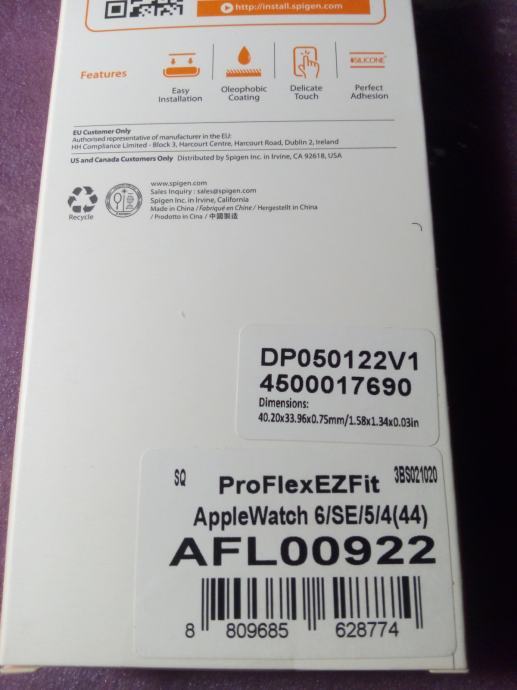 http://install.spigen.com
Features
Easy
Installation
Oleophobic
Coating
Delicate
Touch
SILICONE
Perfect
Adhesion
EU Customer Only
Authorised representative of manufacturer in the EU:
HH Compliance Limited - Block 3, Harcourt Centre, Harcourt Road, Dublin 2, Ireland
US and Canada Customers Only Distributed by Spigen Inc. in Irvine, CA 92618, USA
Recycle
www.spigen.com
Sales Inquiry : sales@spigen.com
Spigen Inc. in Irvine, California
Made in China / Fabriqué en Chine / Hergestellt in China
/ Prodotto in Cina / 中國製造
DP050122V1
4500017690
Dimensions:
40.20x33.96x0.75mm/1.58x1.34x0.03in
SQ
ProFlexEZFit
3BS021020
AppleWatch 6/SE/5/4(44)
AFL00922
8 809685 628774